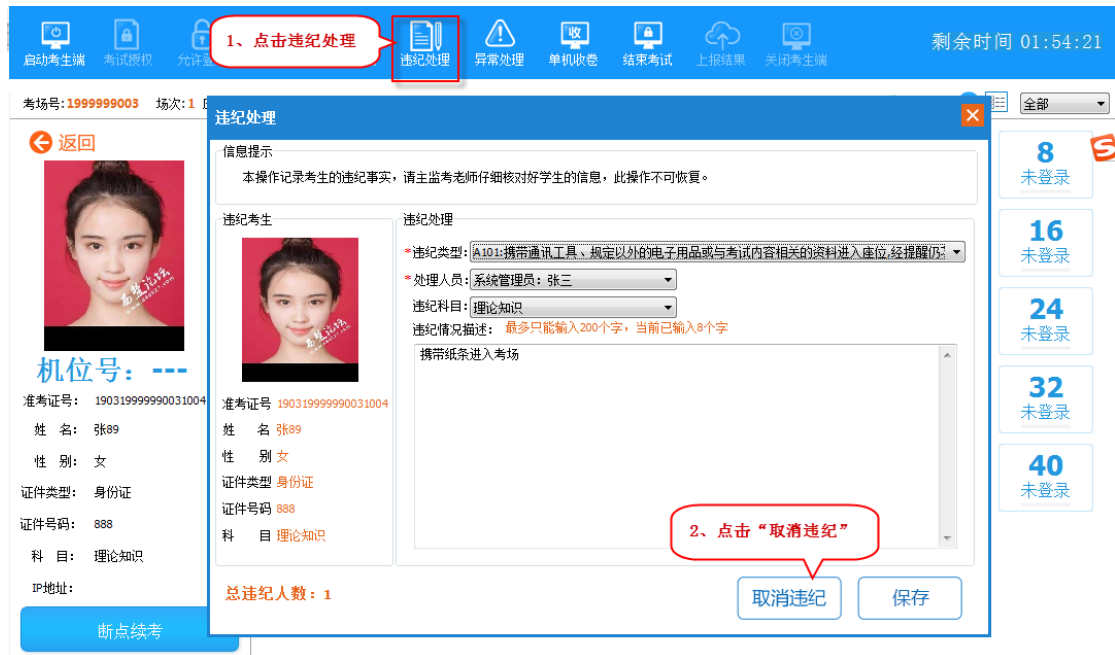 启动考生端 考试授权 允许登 违纪处理 异常处理 单机收卷 结束考试 上报结果 关闭考生端
1、点击违纪处理
剩余时间 01:54:21
考场号:1999999003 场次:1
全部
返回
机位号：---
准考证号： 190319999990031004
姓 名： 张89
性 别： 女
证件类型： 身份证
证件号码： 888
科 目： 理论知识
IP地址：
断点续考
违纪处理
信息提示
本操作记录考生的违纪事实，请主监考老师仔细核对好学生的信息，此操作不可恢复。
违纪考生
准考证号 190319999990031004
姓 名 张89
性 别 女
证件类型 身份证
证件号码 888
科 目 理论知识
违纪处理
*违纪类型： A101:携带通讯工具、规定以外的电子用品或与考试内容相关的资料进入座位,经提醒仍
*处理人员： 系统管理员：张三
违纪科目： 理论知识
违纪情况描述： 最多只能输入200个字，当前已输入8个字
携带纸条进入考场
2、点击“取消违纪”
总违纪人数：1
取消违纪 保存
8
未登录
16
未登录
24
未登录
32
未登录
40
未登录